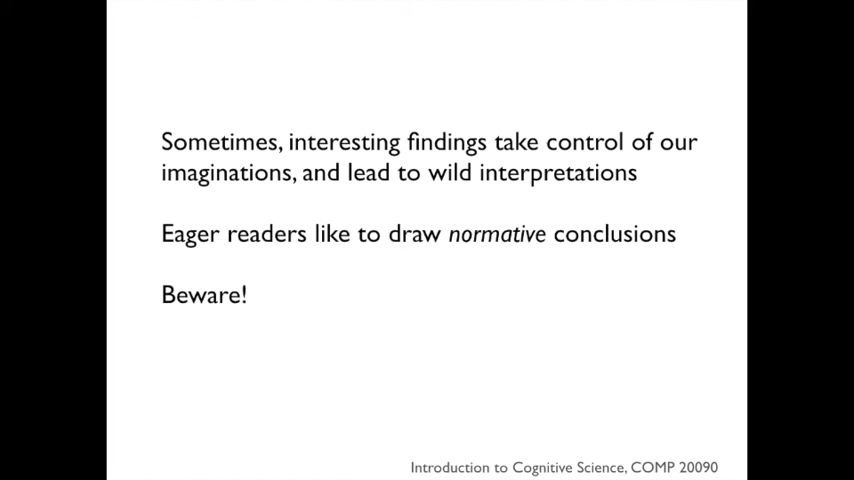 Sometimes, interesting findings take control of our
imaginations, and lead to wild interpretations
Eager readers like to draw normative conclusions
Beware!
Introduction to Cognitive Science, COMP 20090